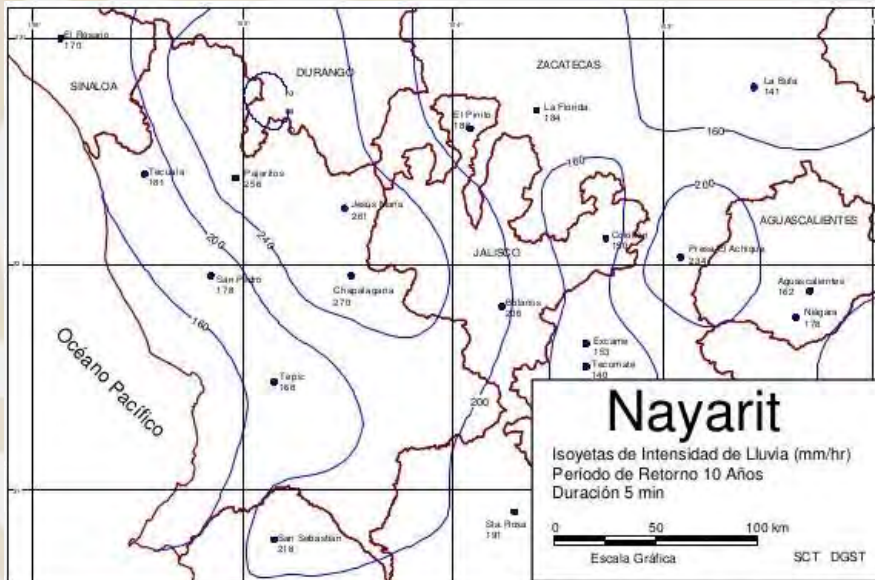 El Rosario
170
SINALOA
DURANGO
ZACATECAS
La Bufa
141
El Pinito
La Florida
184
160
160
Tecuala
181
Pajaritos
256
Jesús María
261
200
AGUASCALIENTES
Presa El Achique
234
Aguascalientes
162
Niágara
178
JALISCO
200
240
San Pedro
178
Chapalagana
270
Bolaños
206
160
Océano Pacífico
Excame
153
Tecomate
140
Tepic
168
200
San Sebastián
218
Sta. Rosa
191
Nayarit
Isoyetas de Intensidad de Lluvia (mm/hr)
Período de Retorno 10 Años
Duración 5 min
0 50 100 km
Escala Gráfica
SCT DGST